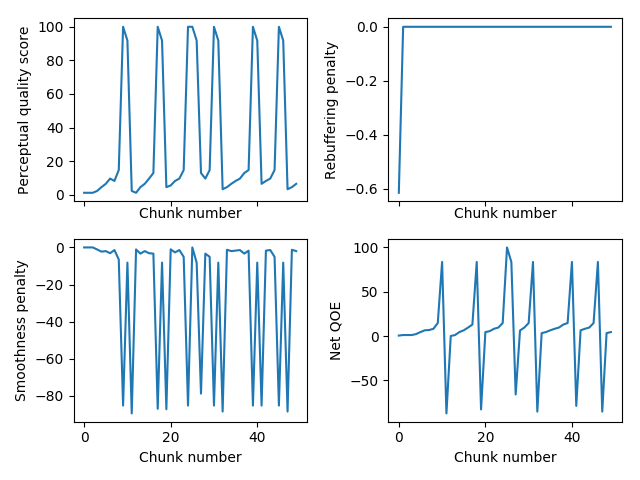 Perceptual quality score
100
80
60
40
20
0
Chunk number
Rebuffering penalty
0.0
−0.2
−0.4
−0.6
Chunk number
Smoothness penalty
0
−20
−40
−60
−80
0 20 40
Chunk number
Net QOE
100
50
0
−50
0 20 40
Chunk number